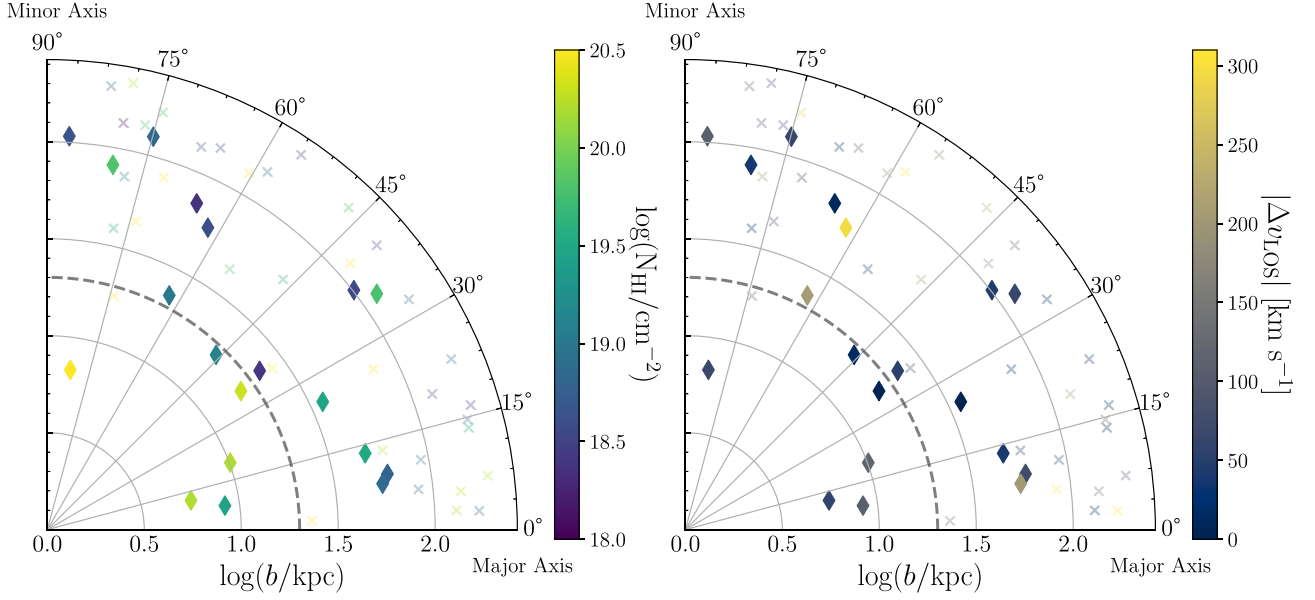 Minor Axis
90°
75°
60°
45°
30°
15°
0°
0.0 0.5 1.0 1.5 2.0
log(b/kpc)
Major Axis
20.5
20.0
19.5
19.0
18.5
18.0
log(N_HI/cm⁻²)
Minor Axis
90°
75°
60°
45°
30°
15°
0°
0.0 0.5 1.0 1.5 2.0
log(b/kpc)
Major Axis
300
250
200
150
100
50
0
|Δv_LOS| [km s⁻¹]